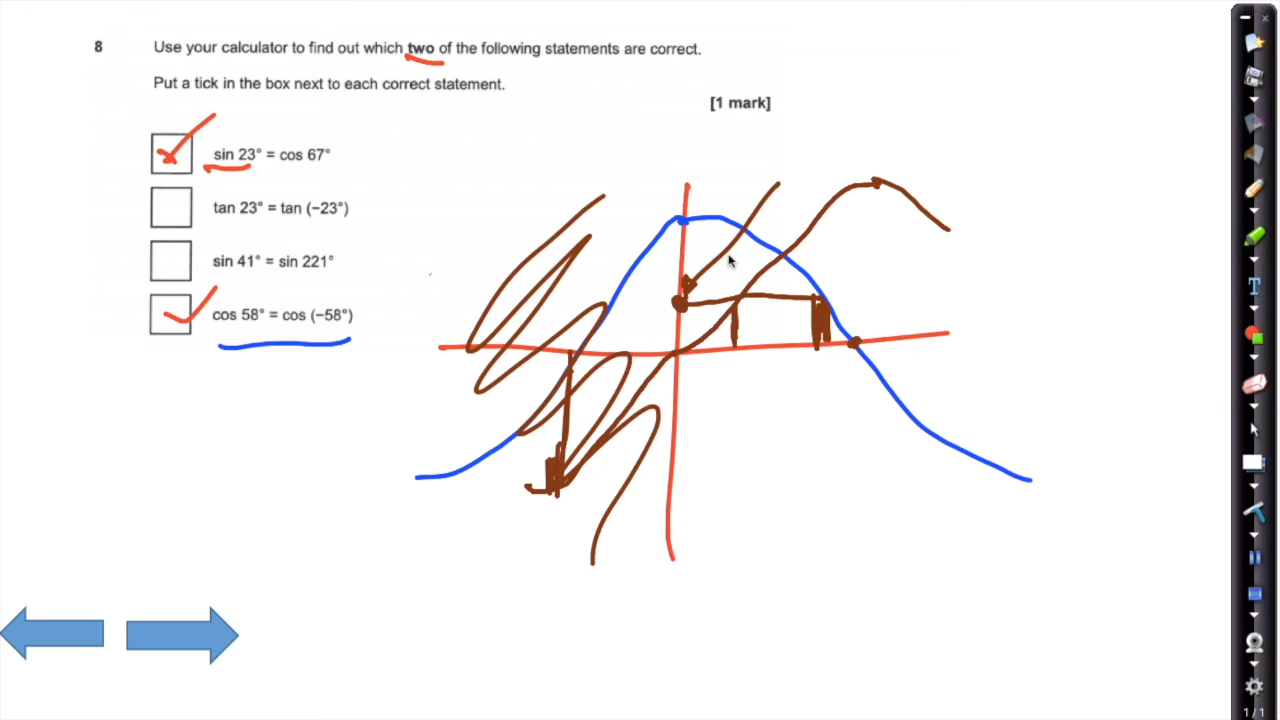 8 Use your calculator to find out which two of the following statements are correct.
Put a tick in the box next to each correct statement.
[1 mark]
sin 23° = cos 67°
tan 23° = tan (−23°)
sin 41° = sin 221°
cos 58° = cos (−58°)
T
1/1